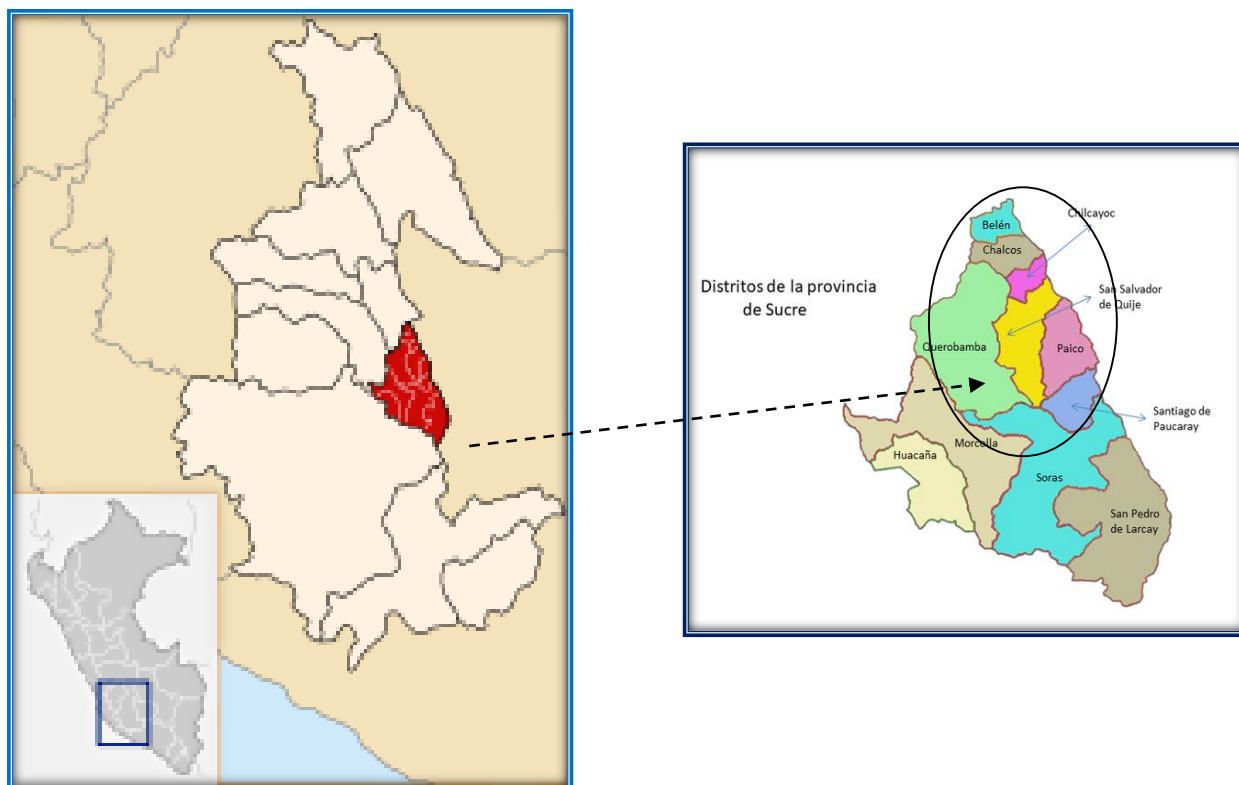 Distritos de la provincia
de Sucre
Belén
Chilcayoc
Chalcos
San Salvador
de Quije
Querobamba
Paico
Santiago de
Paucaray
Morcolla
Huacaña
Soras
San Pedro
de Larcay